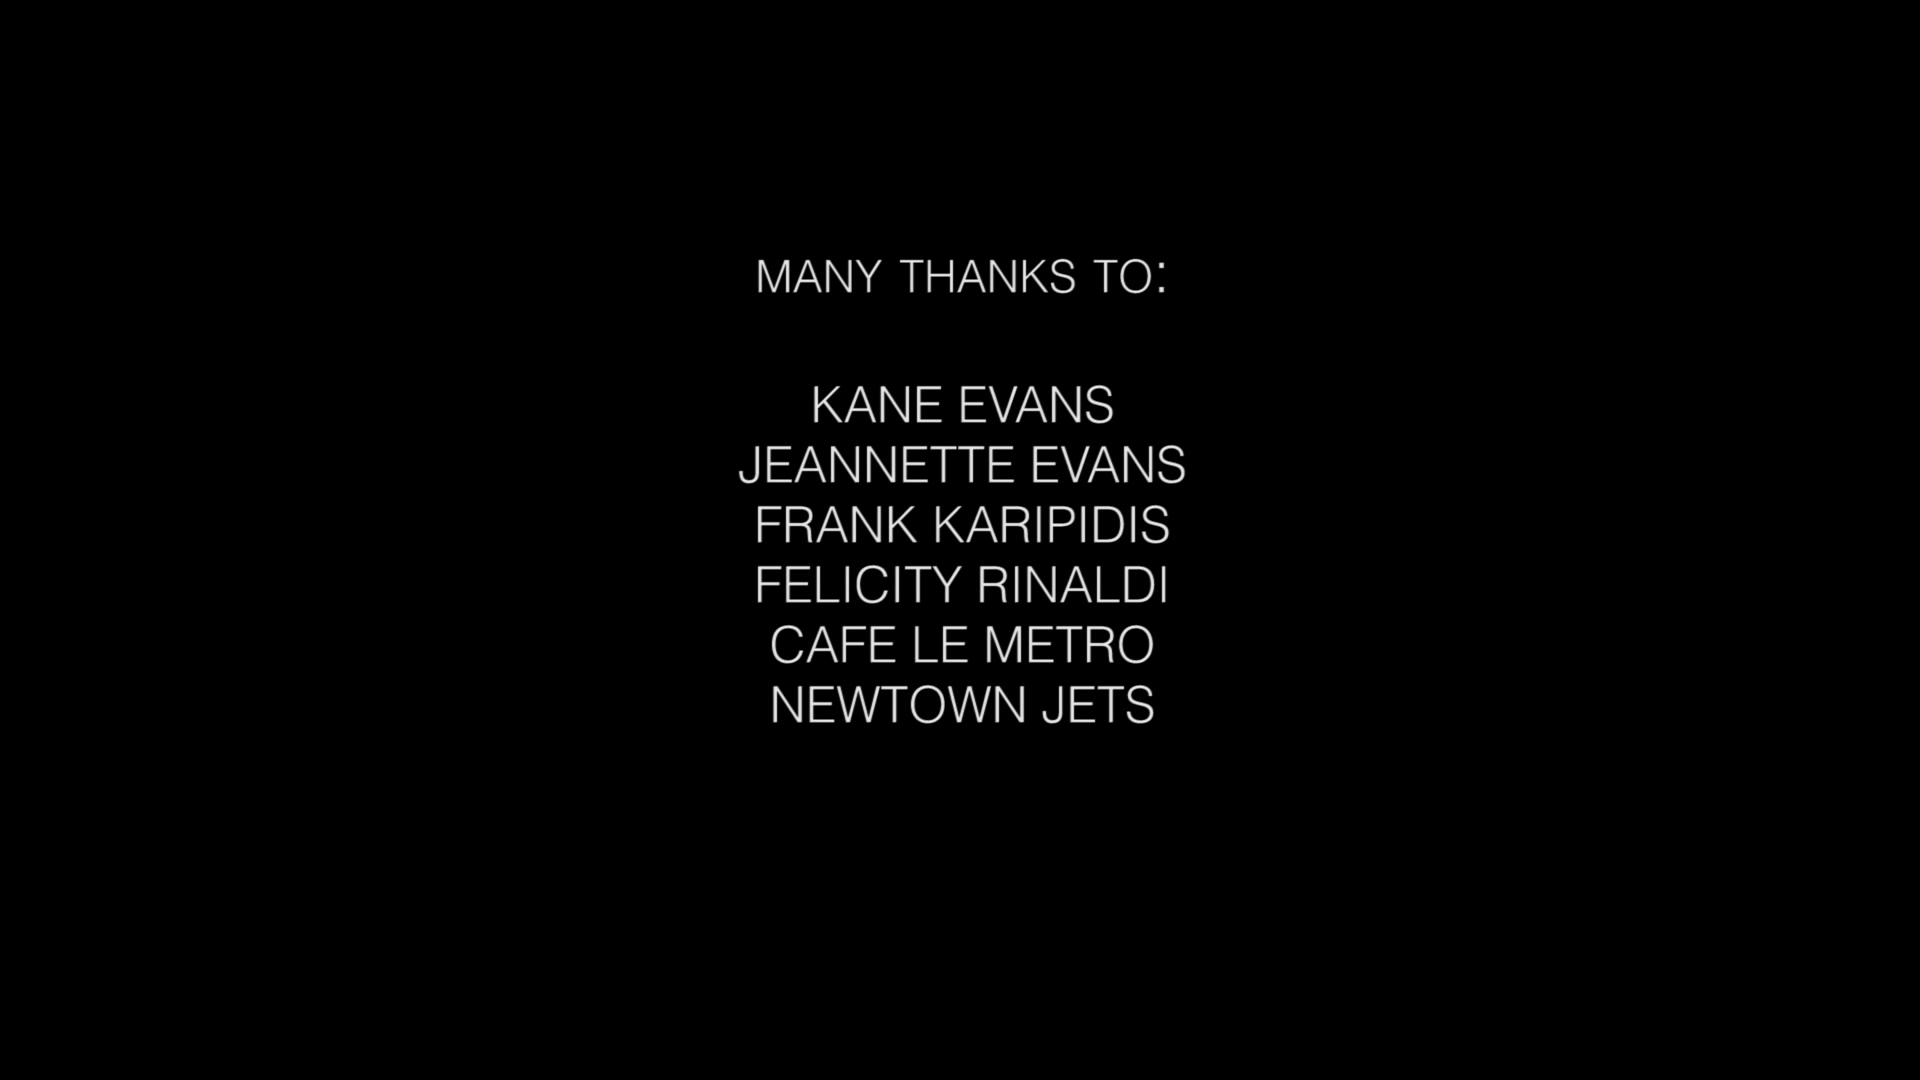 MANY THANKS TO:
KANE EVANS
JEANNETTE EVANS
FRANK KARIPIDIS
FELICITY RINALDI
CAFE LE METRO
NEWTOWN JETS